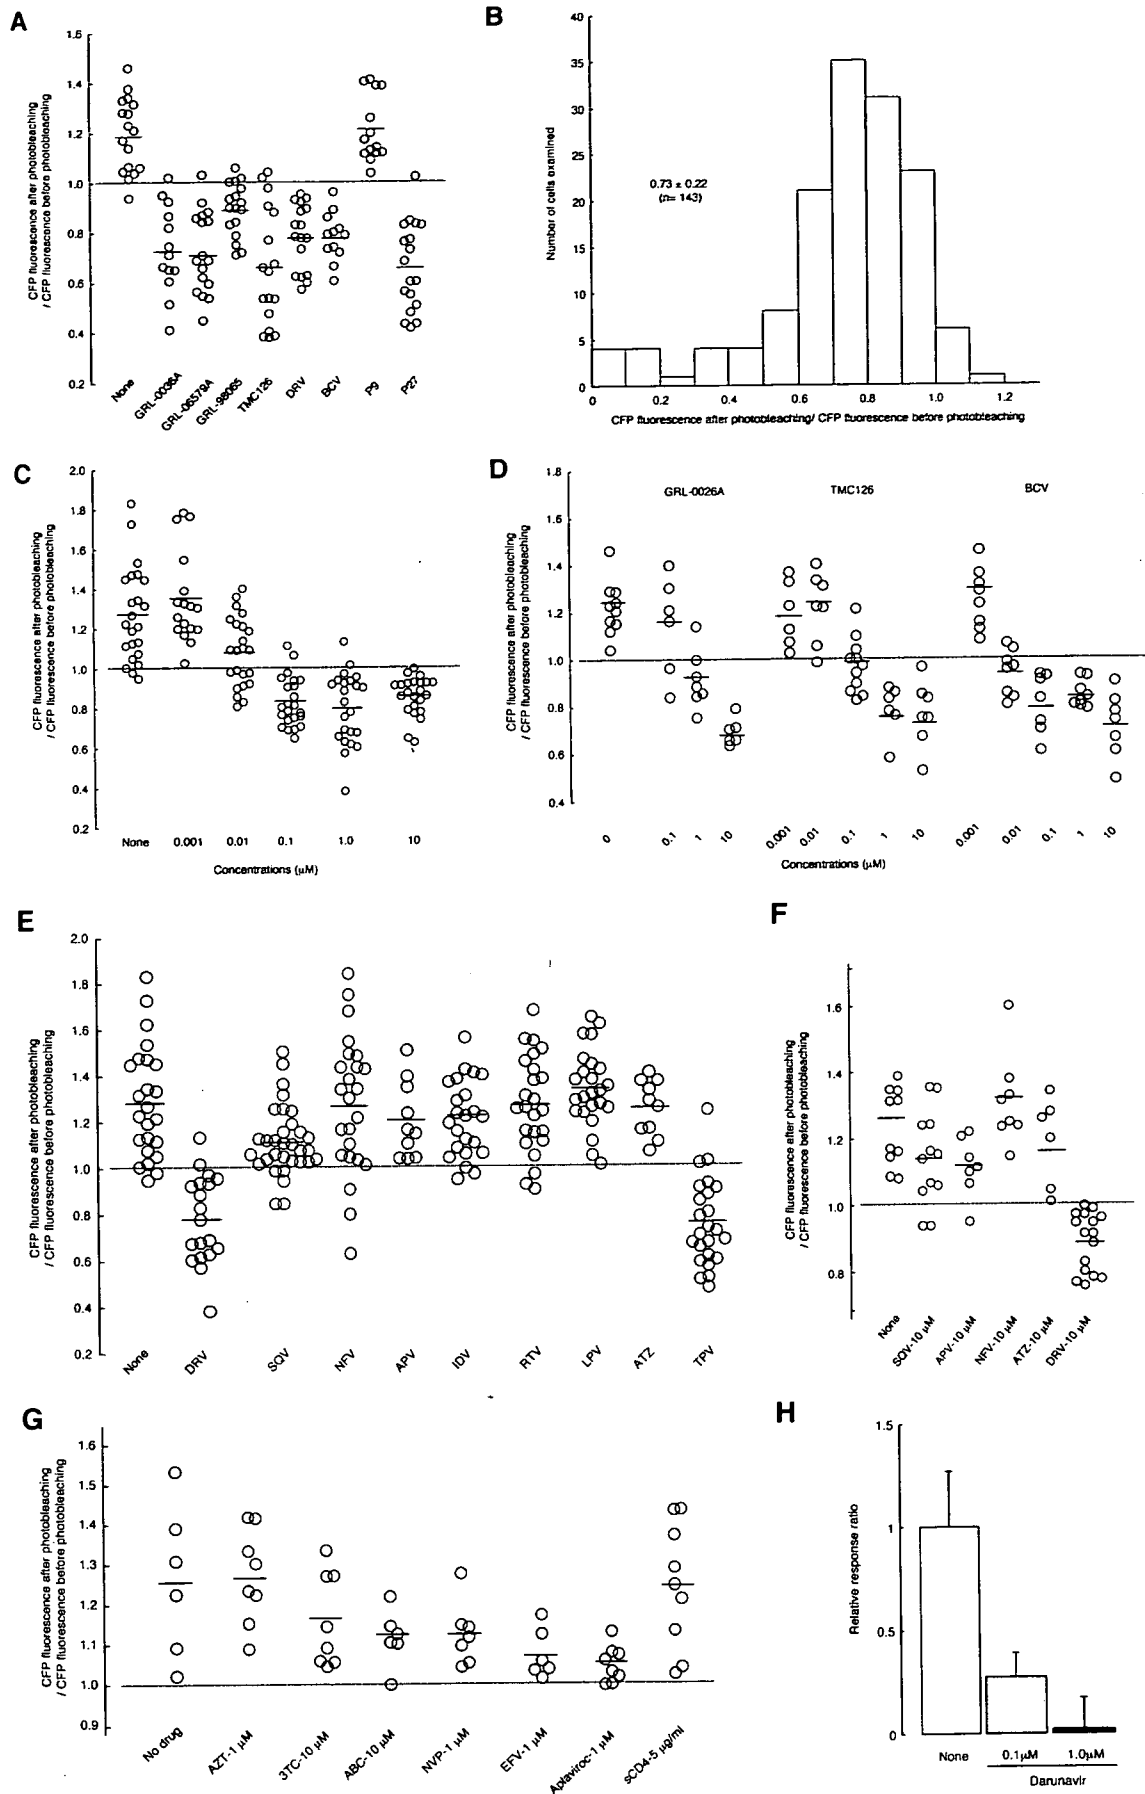 A
1.6
1.4
1.2
1.0
0.8
0.6
0.4
0.2
CFP fluorescence after photobleaching
/ CFP fluorescence before photobleaching
None
GRL-0036A
GRL-06579A
GRL-98065
TMC126
DRV
BCV
P9
P27
B
40
35
30
25
20
15
10
5
0
Number of cells examined
0.73 ± 0.22
(n= 143)
0
0.2
0.4
0.6
0.8
1.0
1.2
CFP fluorescence after photobleaching/ CFP fluorescence before photobleaching
C
2.0
1.8
1.6
1.4
1.2
1.0
0.8
0.6
0.4
0.2
CFP fluorescence after photobleaching
/ CFP fluorescence before photobleaching
None
0.001
0.01
0.1
1.0
10
Concentrations (μM)
D
1.8
1.6
1.4
1.2
1.0
0.8
0.6
0.4
CFP fluorescence after photobleaching
/ CFP fluorescence before photobleaching
GRL-0026A
TMC126
BCV
0
0.1
1
10
0.001
0.01
0.1
1
10
0.001
0.01
0.1
1
10
Concentrations (μM)
E
2.0
1.8
1.6
1.4
1.2
1.0
0.8
0.6
0.4
0.2
CFP fluorescence after photobleaching
/ CFP fluorescence before photobleaching
None
DRV
SQV
NFV
APV
IDV
RTV
LPV
ATZ
TPV
F
1.6
1.4
1.2
1.0
0.8
CFP fluorescence after photobleaching
/ CFP fluorescence before photobleaching
None
SQV-10 μM
APV-10 μM
NFV-10 μM
ATZ-10 μM
DRV-10 μM
G
1.6
1.5
1.4
1.3
1.2
1.1
1.0
0.9
CFP fluorescence after photobleaching
/ CFP fluorescence before photobleaching
No drug
AZT-1 μM
3TC-10 μM
ABC-10 μM
NVP-1 μM
EFV-1 μM
Aplaviroc-1 μM
sCD4-5 μg/ml
H
1.5
1
0.5
0
Relative response ratio
None
0.1μM
1.0μM
Darunavir